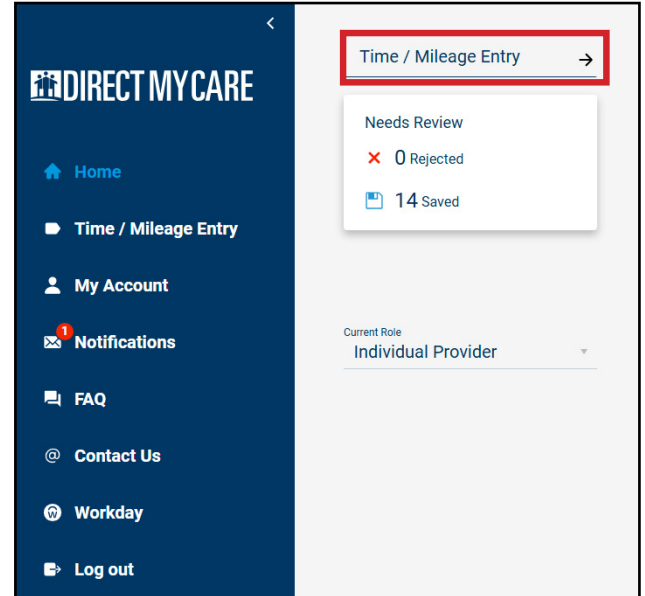 DIRECT MY CARE
Home
Time / Mileage Entry
My Account
1
Notifications
FAQ
@ Contact Us
Workday
Log out
Time / Mileage Entry →
Needs Review
0 Rejected
14 Saved
Current Role
Individual Provider